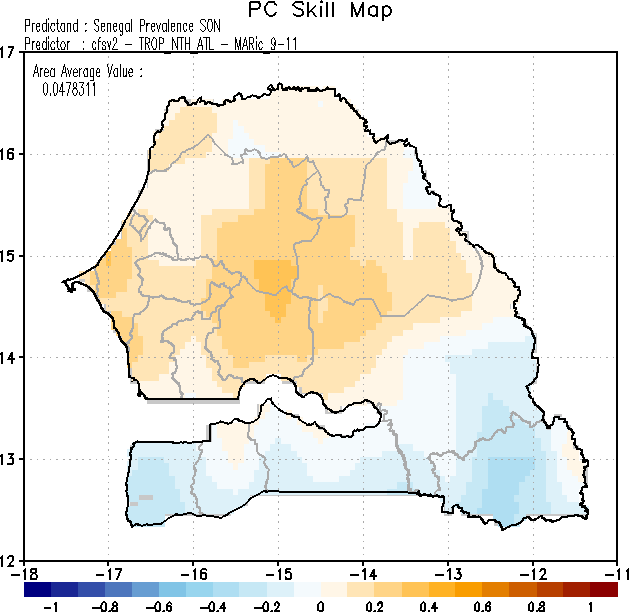 PC Skill Map
Predictand : Senegal Prevalence SON
Predictor : cfsv2 - TROP_NTH_ATL - MARic_9-11
Area Average Value :
0.0478311
17
16
15
14
13
12
-18 -17 -16 -15 -14 -13 -12 -11
-1 -0.8 -0.6 -0.4 -0.2 0 0.2 0.4 0.6 0.8 1